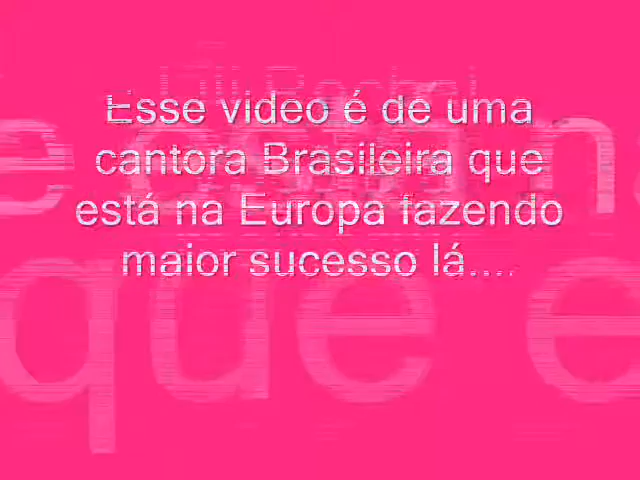 Esse video é de uma
cantora Brasileira que
está na Europa fazendo
maior sucesso lá....